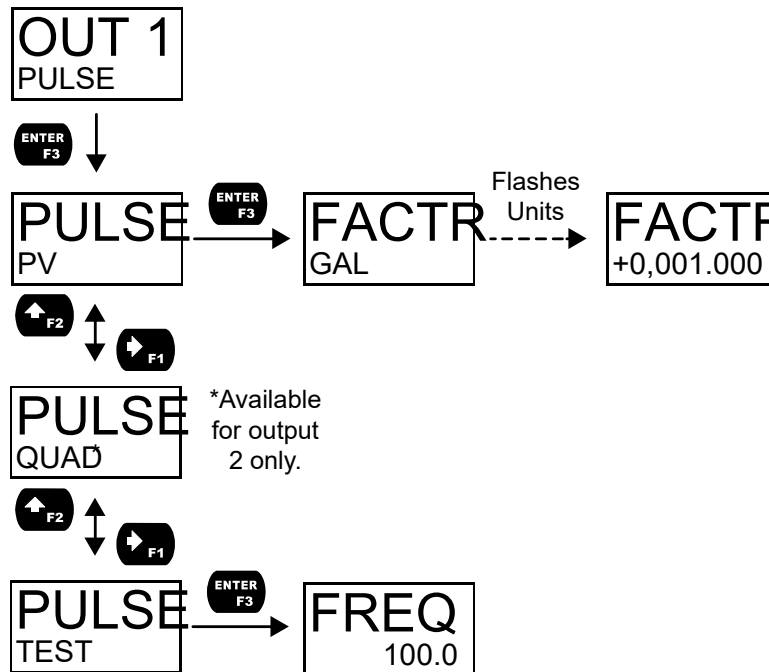 OUT 1
PULSE
ENTER
F3
PULSE
PV
ENTER
F3
FACTR
GAL
Flashes
Units
FACTR
+0,001.000
F2
F1
PULSE
QUAD*
*Available
for output
2 only.
F2
F1
PULSE
TEST
ENTER
F3
FREQ
100.0